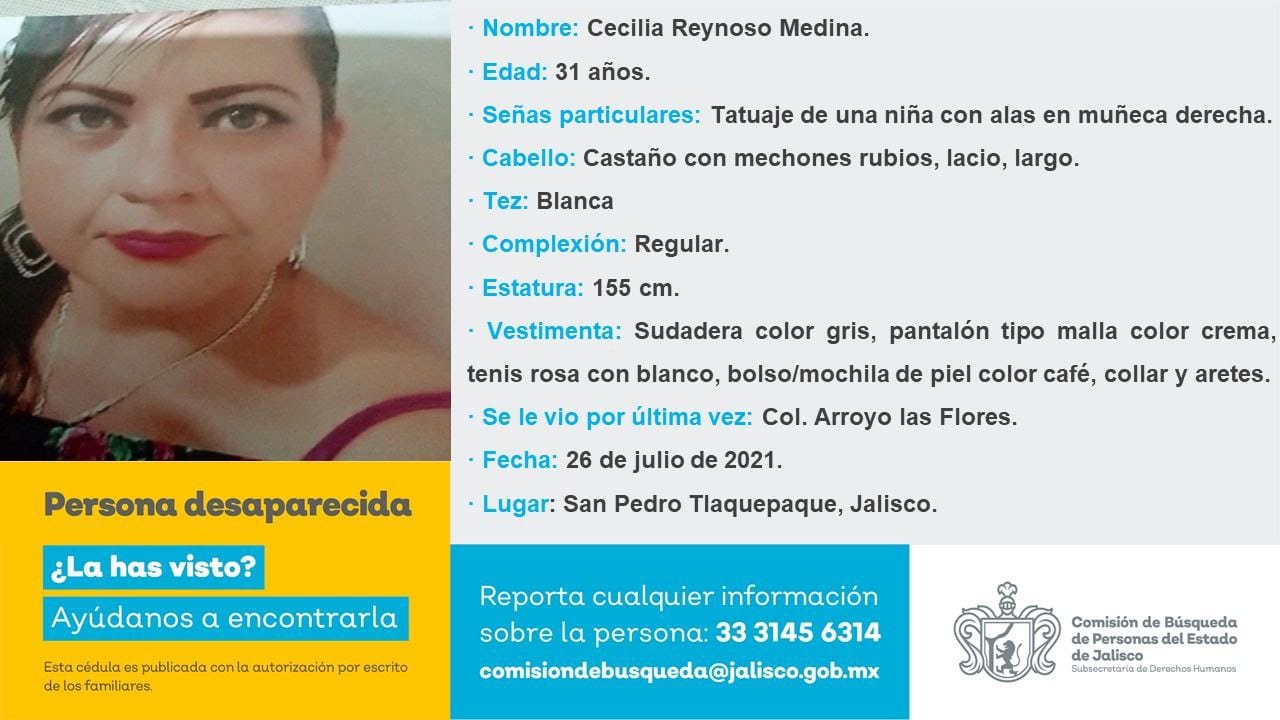 · Nombre: Cecilia Reynoso Medina.
· Edad: 31 años.
· Señas particulares: Tatuaje de una niña con alas en muñeca derecha.
· Cabello: Castaño con mechones rubios, lacio, largo.
· Tez: Blanca
· Complexión: Regular.
· Estatura: 155 cm.
· Vestimenta: Sudadera color gris, pantalón tipo malla color crema,
tenis rosa con blanco, bolso/mochila de piel color café, collar y aretes.
· Se le vio por última vez: Col. Arroyo las Flores.
· Fecha: 26 de julio de 2021.
· Lugar: San Pedro Tlaquepaque, Jalisco.
Persona desaparecida
¿La has visto?
Ayúdanos a encontrarla
Esta cédula es publicada con la autorización por escrito
de los familiares.
Reporta cualquier información
sobre la persona: 33 3145 6314
comisiondebusqueda@jalisco.gob.mx
Comisión de Búsqueda
de Personas del Estado
de Jalisco
Subsecretaría de Derechos Humanos